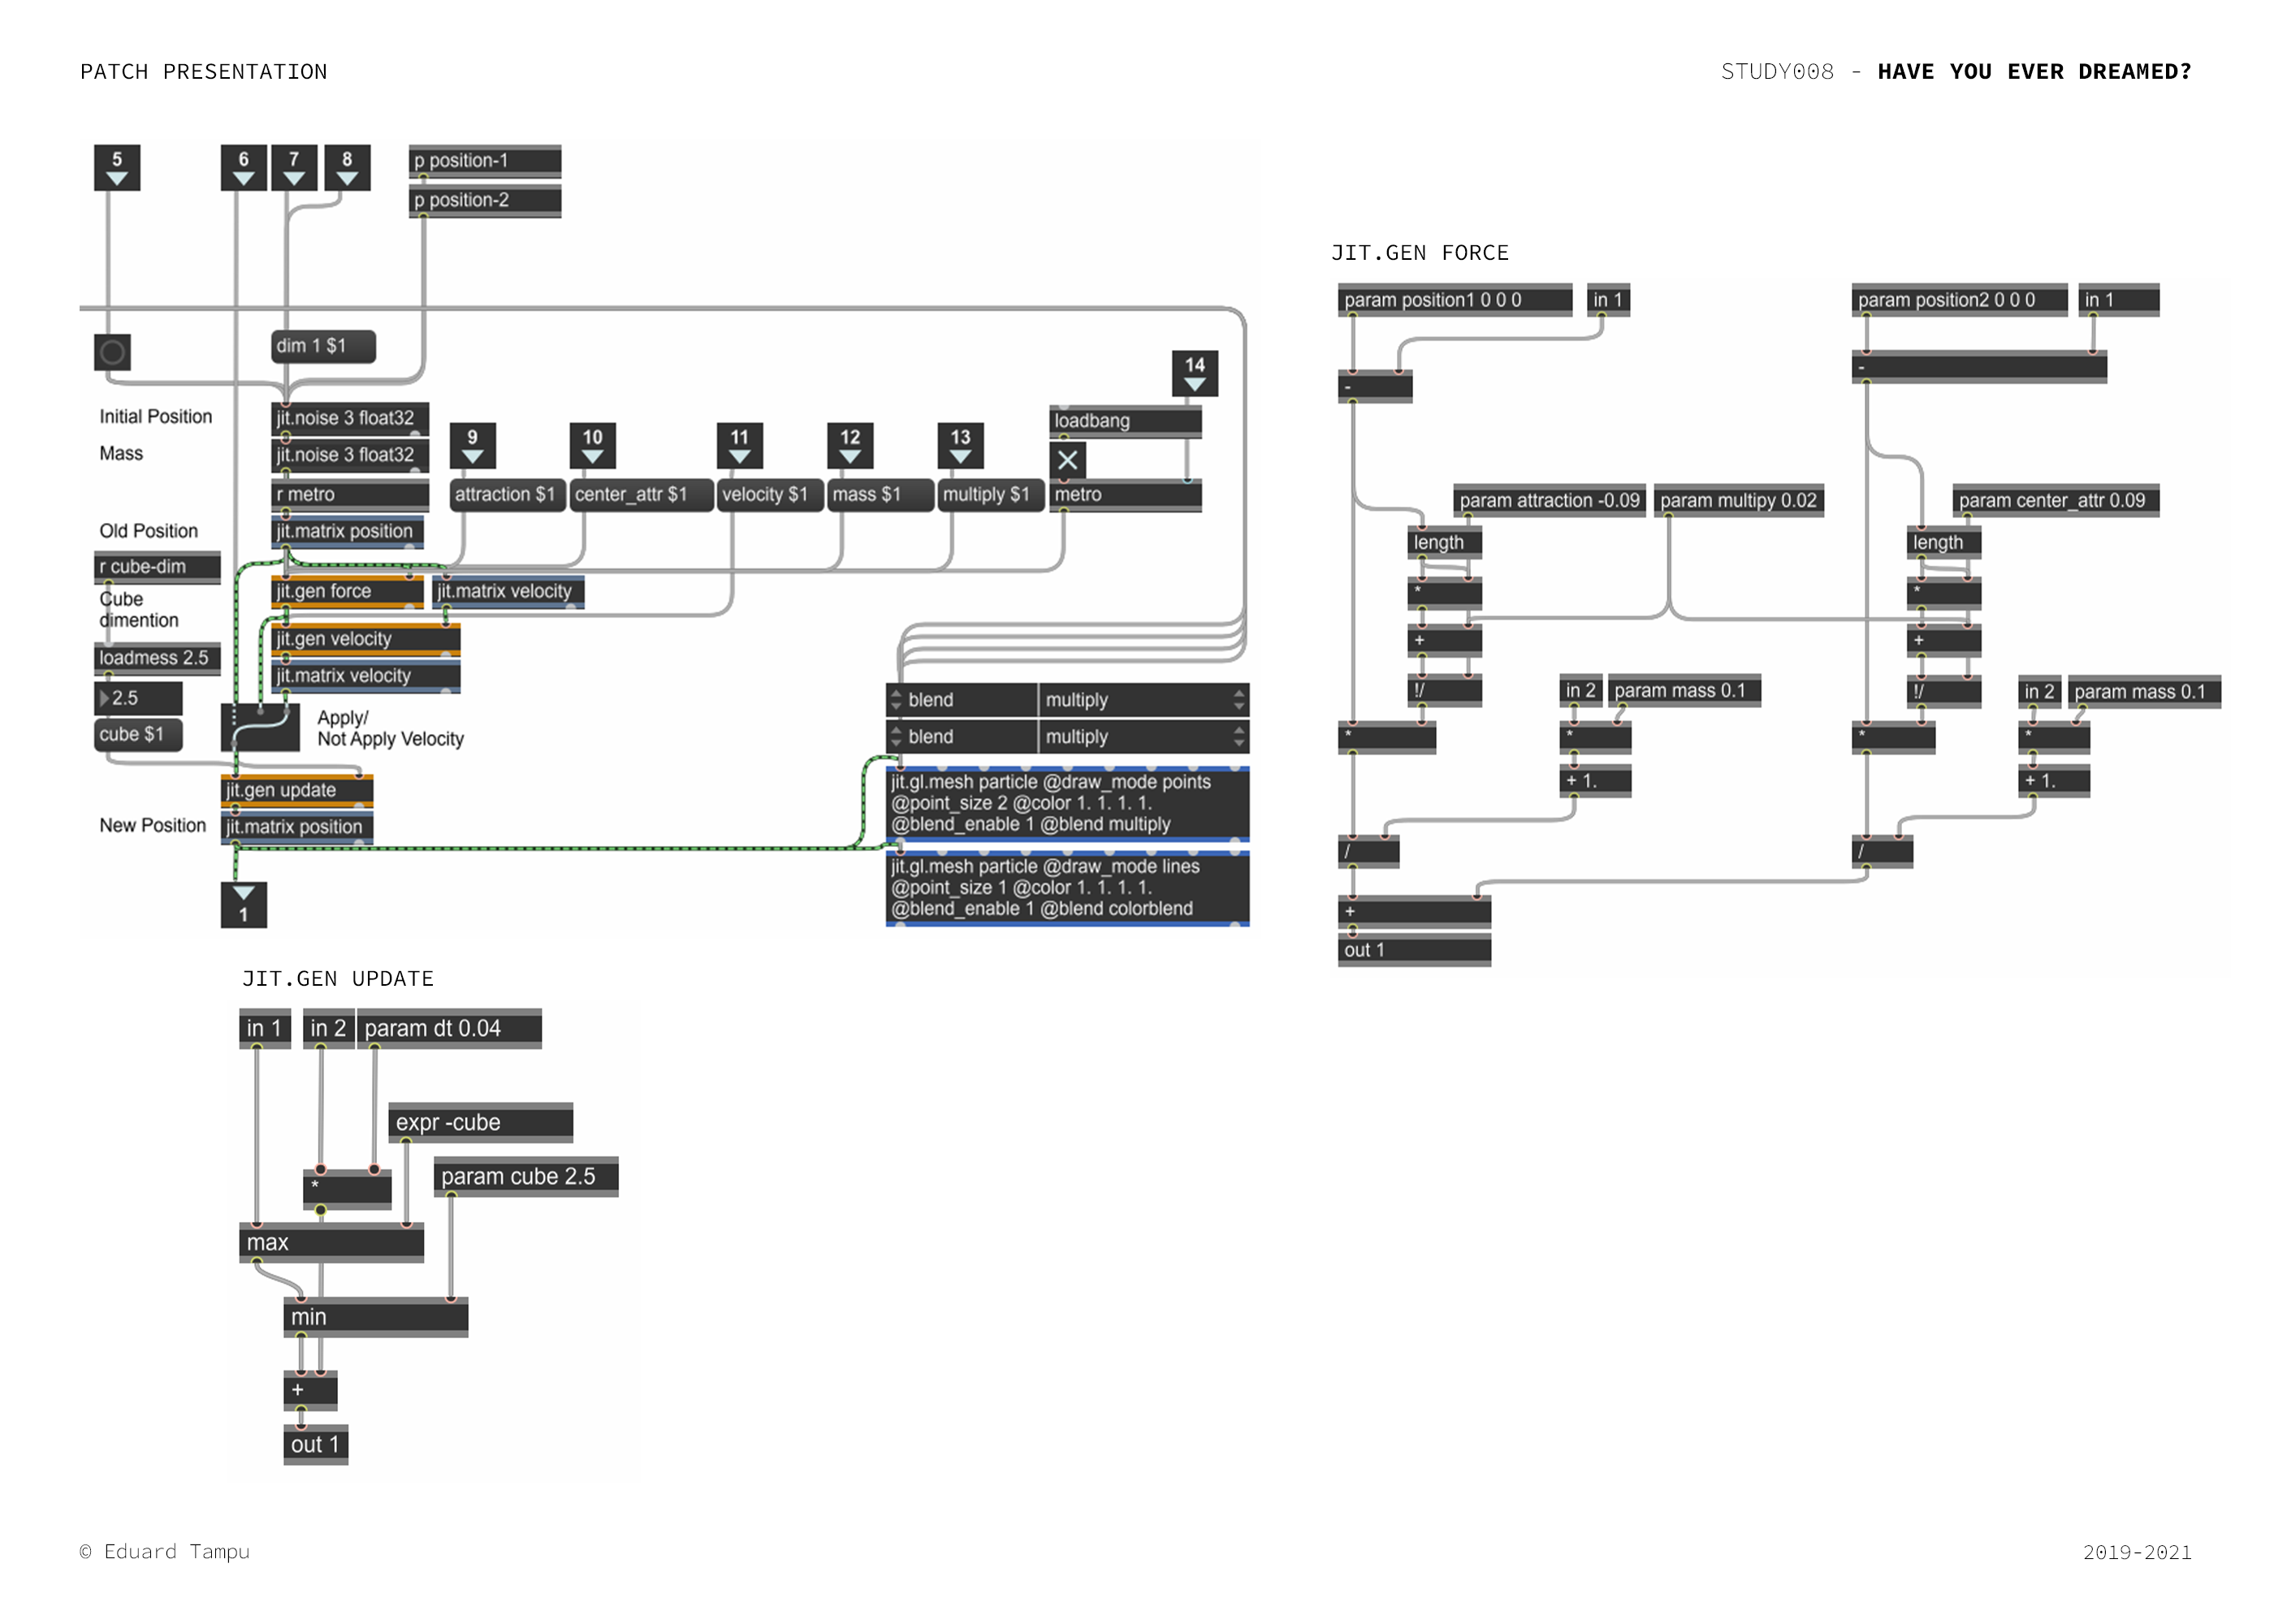 PATCH PRESENTATION
STUDY008 - HAVE YOU EVER DREAMED?
5
6
7
8
p position-1
p position-2
dim 1 $1
Initial Position
jit.noise 3 float32
Mass
jit.noise 3 float32
r metro
Old Position
jit.matrix position
9
10
11
12
13
14
loadbang
attraction $1
center_attr $1
velocity $1
mass $1
multiply $1
metro
r cube-dim
Cube
dimention
jit.gen force
jit.matrix velocity
jit.gen velocity
jit.matrix velocity
loadmess 2.5
2.5
cube $1
Apply/
Not Apply Velocity
jit.gen update
New Position
jit.matrix position
1
blend multiply
blend multiply
jit.gl.mesh particle @draw_mode points
@point_size 2 @color 1. 1. 1. 1.
@blend_enable 1 @blend multiply
jit.gl.mesh particle @draw_mode lines
@point_size 1 @color 1. 1. 1. 1.
@blend_enable 1 @blend colorblend
JIT.GEN FORCE
param position1 0 0 0
in 1
-
param attraction -0.09
param multipy 0.02
length
*
+
!/
in 2
param mass 0.1
*
*
+ 1.
/
+
out 1
param position2 0 0 0
in 1
-
param center_attr 0.09
length
*
+
!/
in 2
param mass 0.1
*
*
+ 1.
/
JIT.GEN UPDATE
in 1
in 2
param dt 0.04
expr -cube
param cube 2.5
*
max
min
+
out 1
© Eduard Tampu
2019-2021